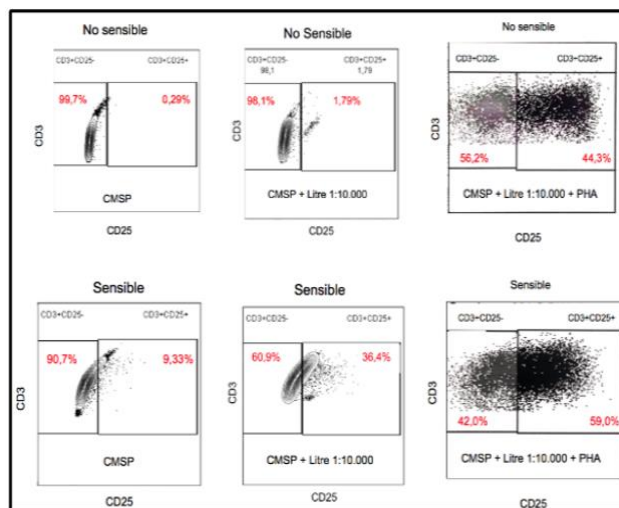 No sensible
CD3+CD25- CD3+CD25+
99,7% 0,29%
CD3
CMSP
CD25
No Sensible
CD3+CD25- CD3+CD25+
98,1 1,79
98,1% 1,79%
CD3
CMSP + Litre 1:10.000
CD25
No sensible
CD3+CD25- CD3+CD25+
CD3
56,2% 44,3%
CMSP + Litre 1:10.000 + PHA
CD25
Sensible
CD3+CD25- CD3+CD25+
90,7% 9,33%
CD3
CMSP
CD25
Sensible
CD3+CD25- CD3+CD25+
60,9% 36,4%
CD3
CMSP + Litre 1:10.000
CD25
Sensible
CD3+CD25- CD3+CD25+
CD3
42,0% 59,0%
CMSP + Litre 1:10.000 + PHA
CD25